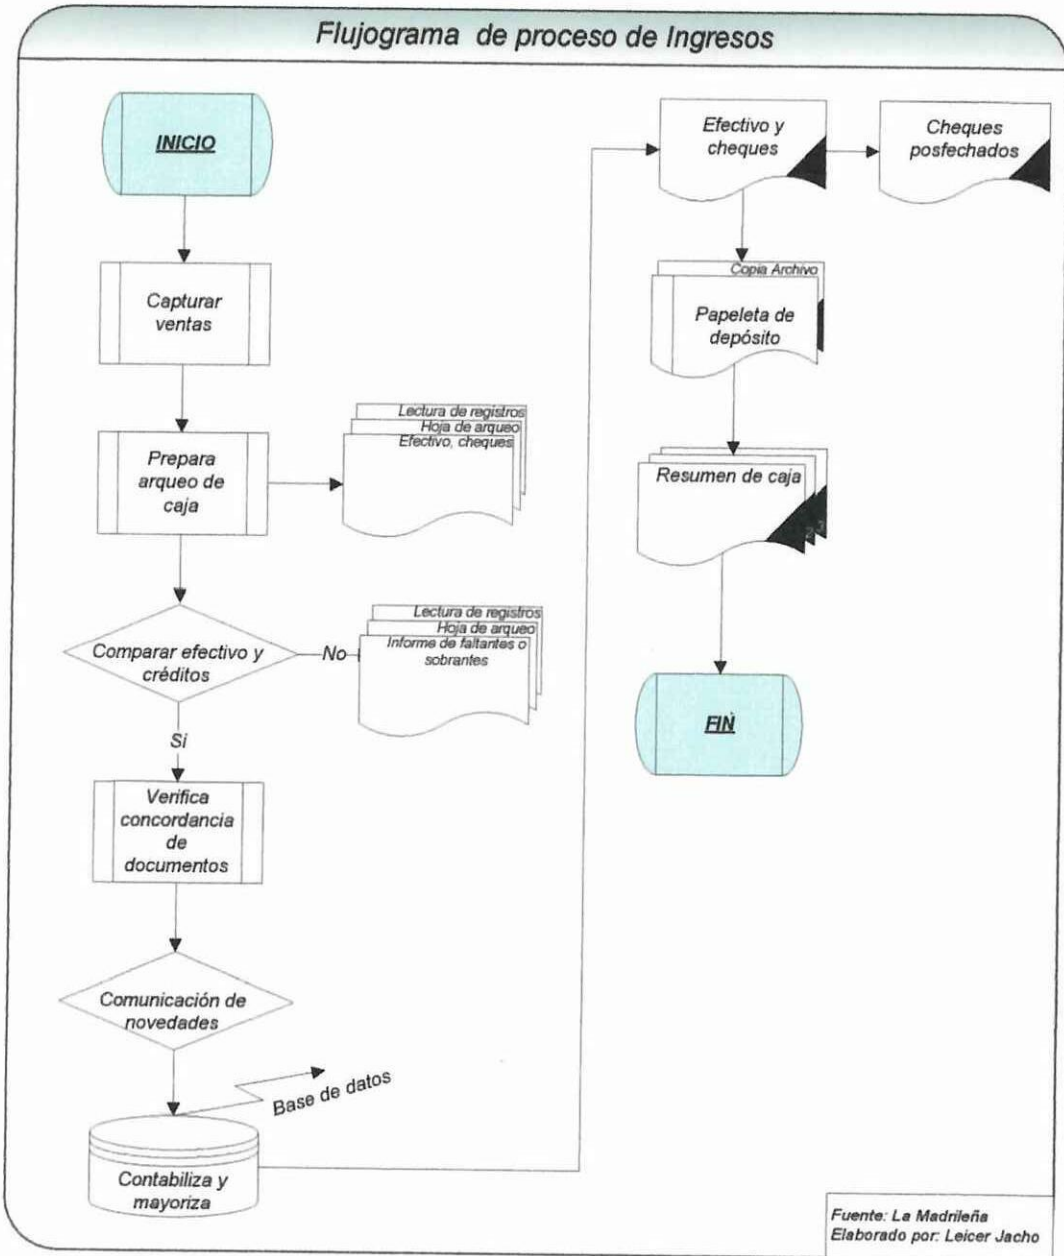 Flujograma de proceso de Ingresos
INICIO
Capturar
ventas
Prepara
arqueo de
caja
Lectura de registros
Hoja de arqueo
Efectivo, cheques
Comparar efectivo y
créditos
No
Lectura de registros
Hoja de arqueo
Informe de faltantes o
sobrantes
Si
Verifica
concordancia
de
documentos
Comunicación de
novedades
Base de datos
Contabiliza y
mayoriza
Efectivo y
cheques
Cheques
posfechados
Copia Archivo
Papeleta de
depósito
Resumen de caja
2
3
FIN
Fuente: La Madrileña
Elaborado por: Leicer Jacho